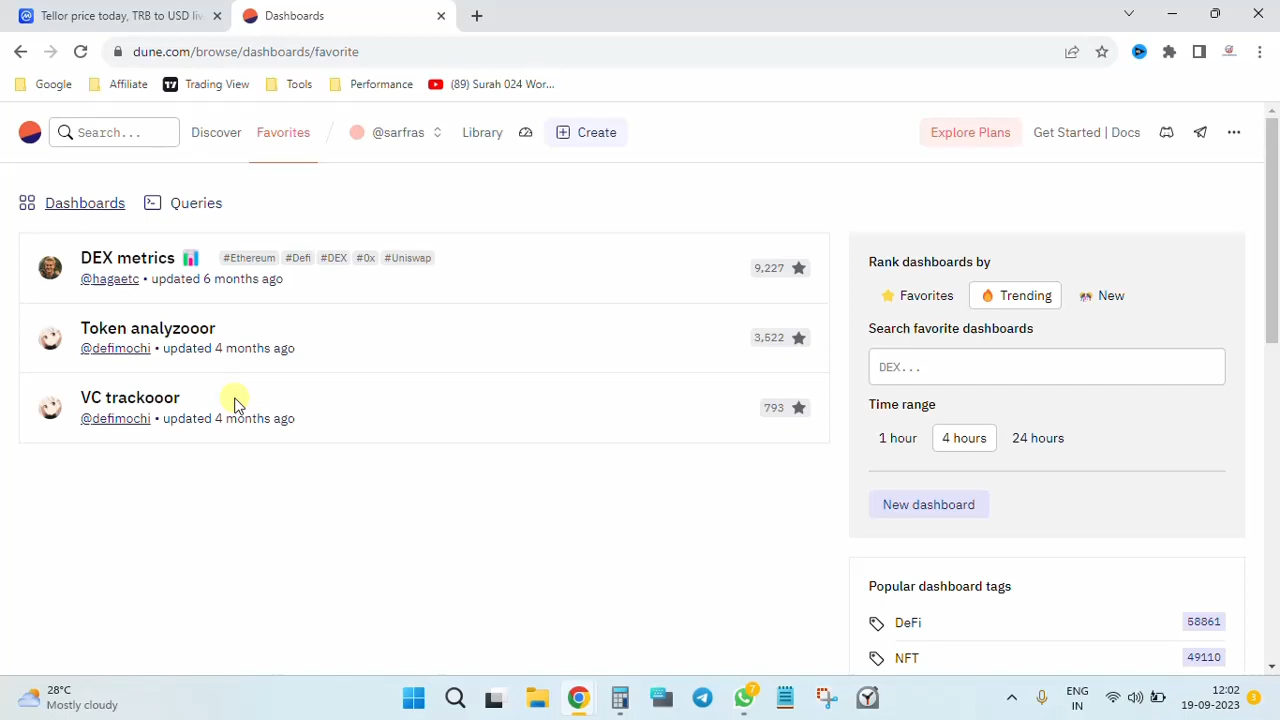 Tellor price today, TRB to USD liv
Dashboards
dune.com/browse/dashboards/favorite
Google
Affiliate
Trading View
Tools
Performance
(89) Surah 024 Wor...
Search...
Discover
Favorites
@sarfras
Library
Create
Explore Plans
Get Started | Docs
Dashboards
Queries
DEX metrics #Ethereum #Defi #DEX #0x #Uniswap
@hagaetc • updated 6 months ago
9,227
Token analyzooor
@defimochi • updated 4 months ago
3,522
VC trackooor
@defimochi • updated 4 months ago
793
Rank dashboards by
Favorites
Trending
New
Search favorite dashboards
DEX...
Time range
1 hour
4 hours
24 hours
New dashboard
Popular dashboard tags
DeFi 58861
NFT 49110
28°C
Mostly cloudy
7
ENG
IN
12:02
19-09-2023
3